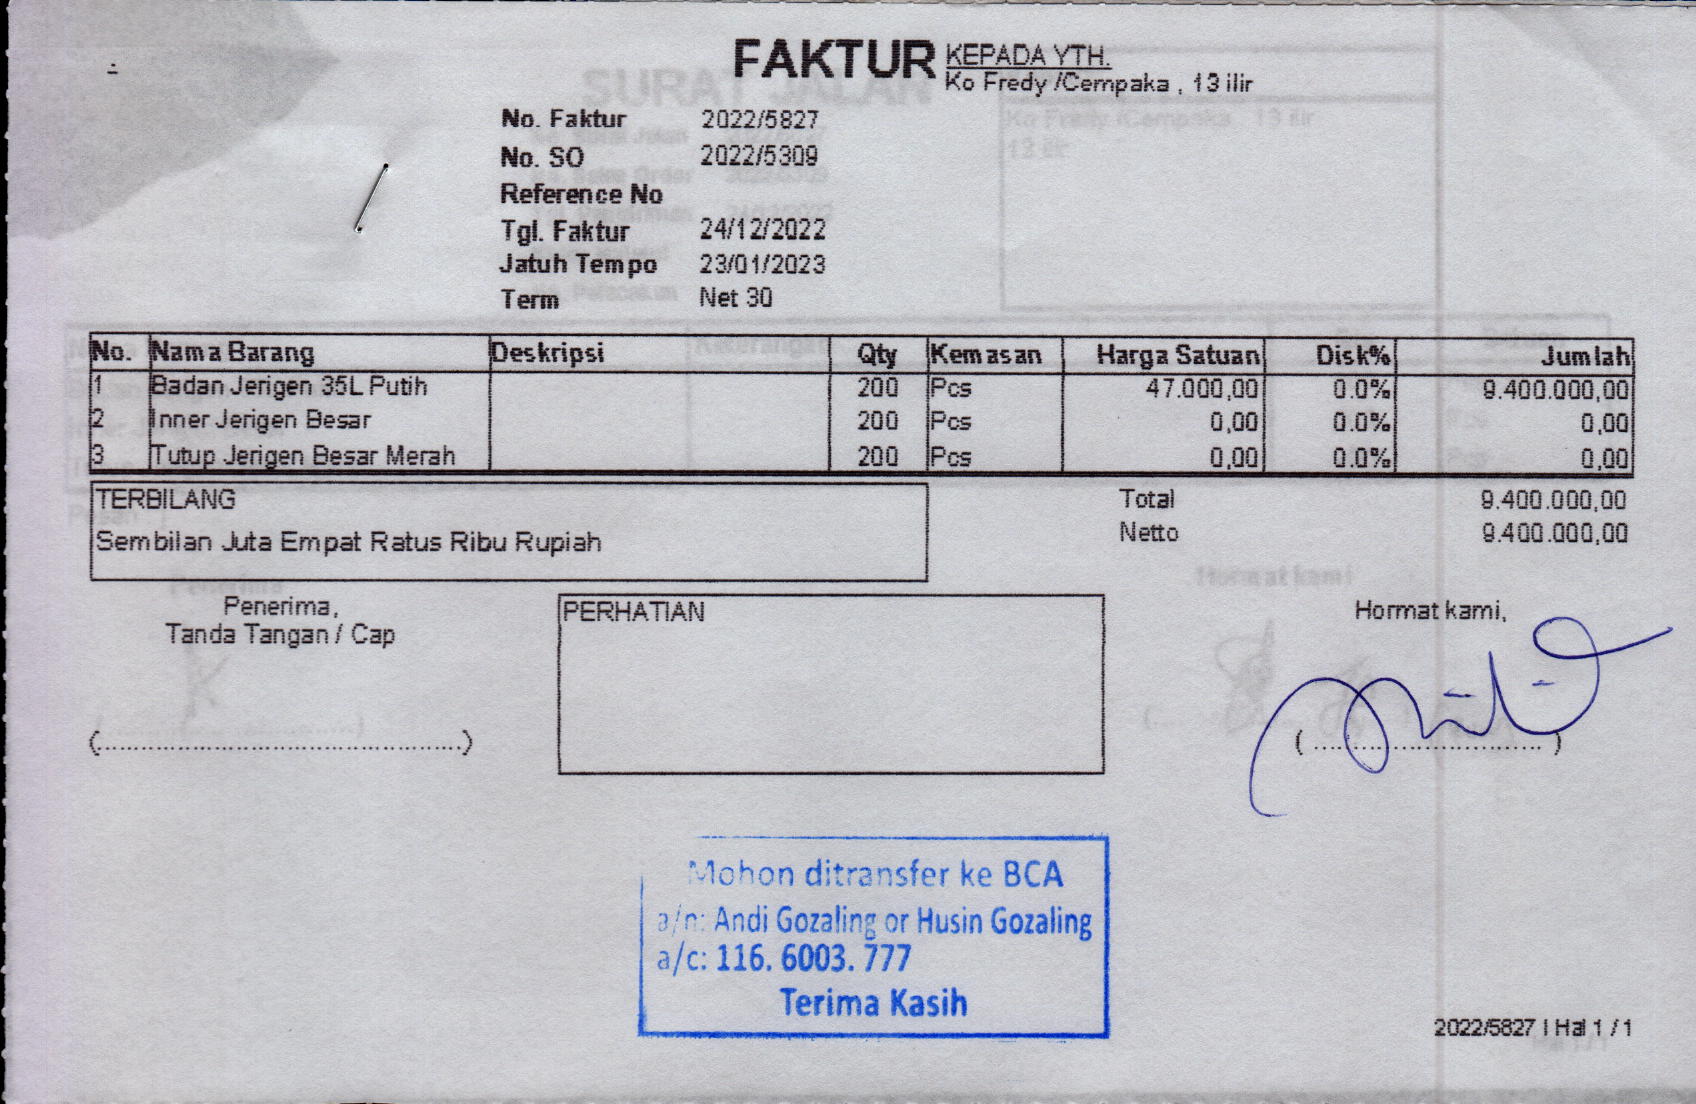 FAKTUR
KEPADA YTH.
Ko Fredy /Cempaka , 13 ilir
No. Faktur 2022/5827
No. SO 2022/5309
Reference No
Tgl. Faktur 24/12/2022
Jatuh Tempo 23/01/2023
Term Net 30
No. Nama Barang Deskripsi Qty Kemasan Harga Satuan Disk% Jumlah
1 Badan Jerigen 35L Putih 200 Pcs 47.000,00 0.0% 9.400.000,00
2 Inner Jerigen Besar 200 Pcs 0,00 0.0% 0,00
3 Tutup Jerigen Besar Merah 200 Pcs 0,00 0.0% 0,00
TERBILANG
Sembilan Juta Empat Ratus Ribu Rupiah
Total 9.400.000,00
Netto 9.400.000,00
Penerima,
Tanda Tangan / Cap
(..................................................)
PERHATIAN
Hormat kami,
( ................................ )
Mohon ditransfer ke BCA
a/n: Andi Gozaling or Husin Gozaling
a/c: 116. 6003. 777
Terima Kasih
2022/5827 | Hal 1 / 1